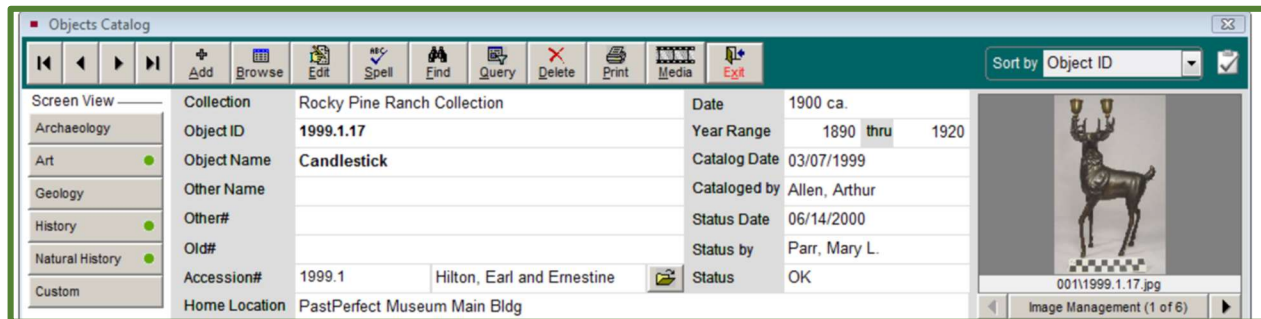 Objects Catalog
Add Browse Edit Spell Find Query Delete Print Media Exit Sort by Object ID
Screen View
Archaeology
Art
Geology
History
Natural History
Custom
Collection Rocky Pine Ranch Collection
Object ID 1999.1.17
Object Name Candlestick
Other Name
Other#
Old#
Accession# 1999.1 Hilton, Earl and Ernestine
Home Location PastPerfect Museum Main Bldg
Date 1900 ca.
Year Range 1890 thru 1920
Catalog Date 03/07/1999
Cataloged by Allen, Arthur
Status Date 06/14/2000
Status by Parr, Mary L.
Status OK
001\1999.1.17.jpg
Image Management (1 of 6)